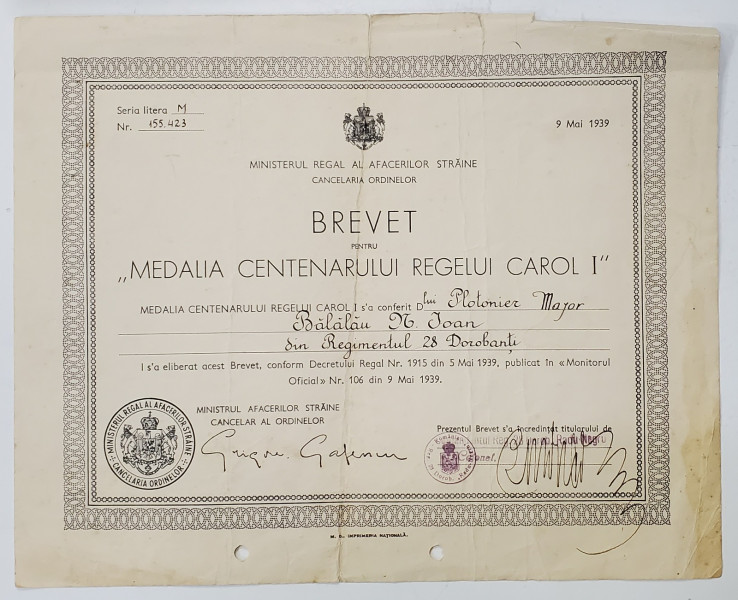 Seria litera M
Nr. 155.423
9 Mai 1939
MINISTERUL REGAL AL AFACERILOR STRĂINE
CANCELARIA ORDINELOR
BREVET
PENTRU
„MEDALIA CENTENARULUI REGELUI CAROL I"
MEDALIA CENTENARULUI REGELUI CAROL I s'a conferit Dlui Plotonier Major
Bălălău N. Ioan
din Regimentul 28 Dorobanți
I s'a eliberat acest Brevet, conform Decretului Regal Nr. 1915 din 5 Mai 1939, publicat în «Monitorul
Oficial» Nr. 106 din 9 Mai 1939.
MINISTRUL AFACERILOR STRĂINE
CANCELAR AL ORDINELOR
Grigore Gafencu
MINISTERUL REGAL AL AFACERILOR STRĂINE
CANCELARIA ORDINELOR
Prezentul Brevet s'a încredințat titularului de
Radu Negru
Colonel,
M. O., IMPRIMERIA NAȚIONALĂ.